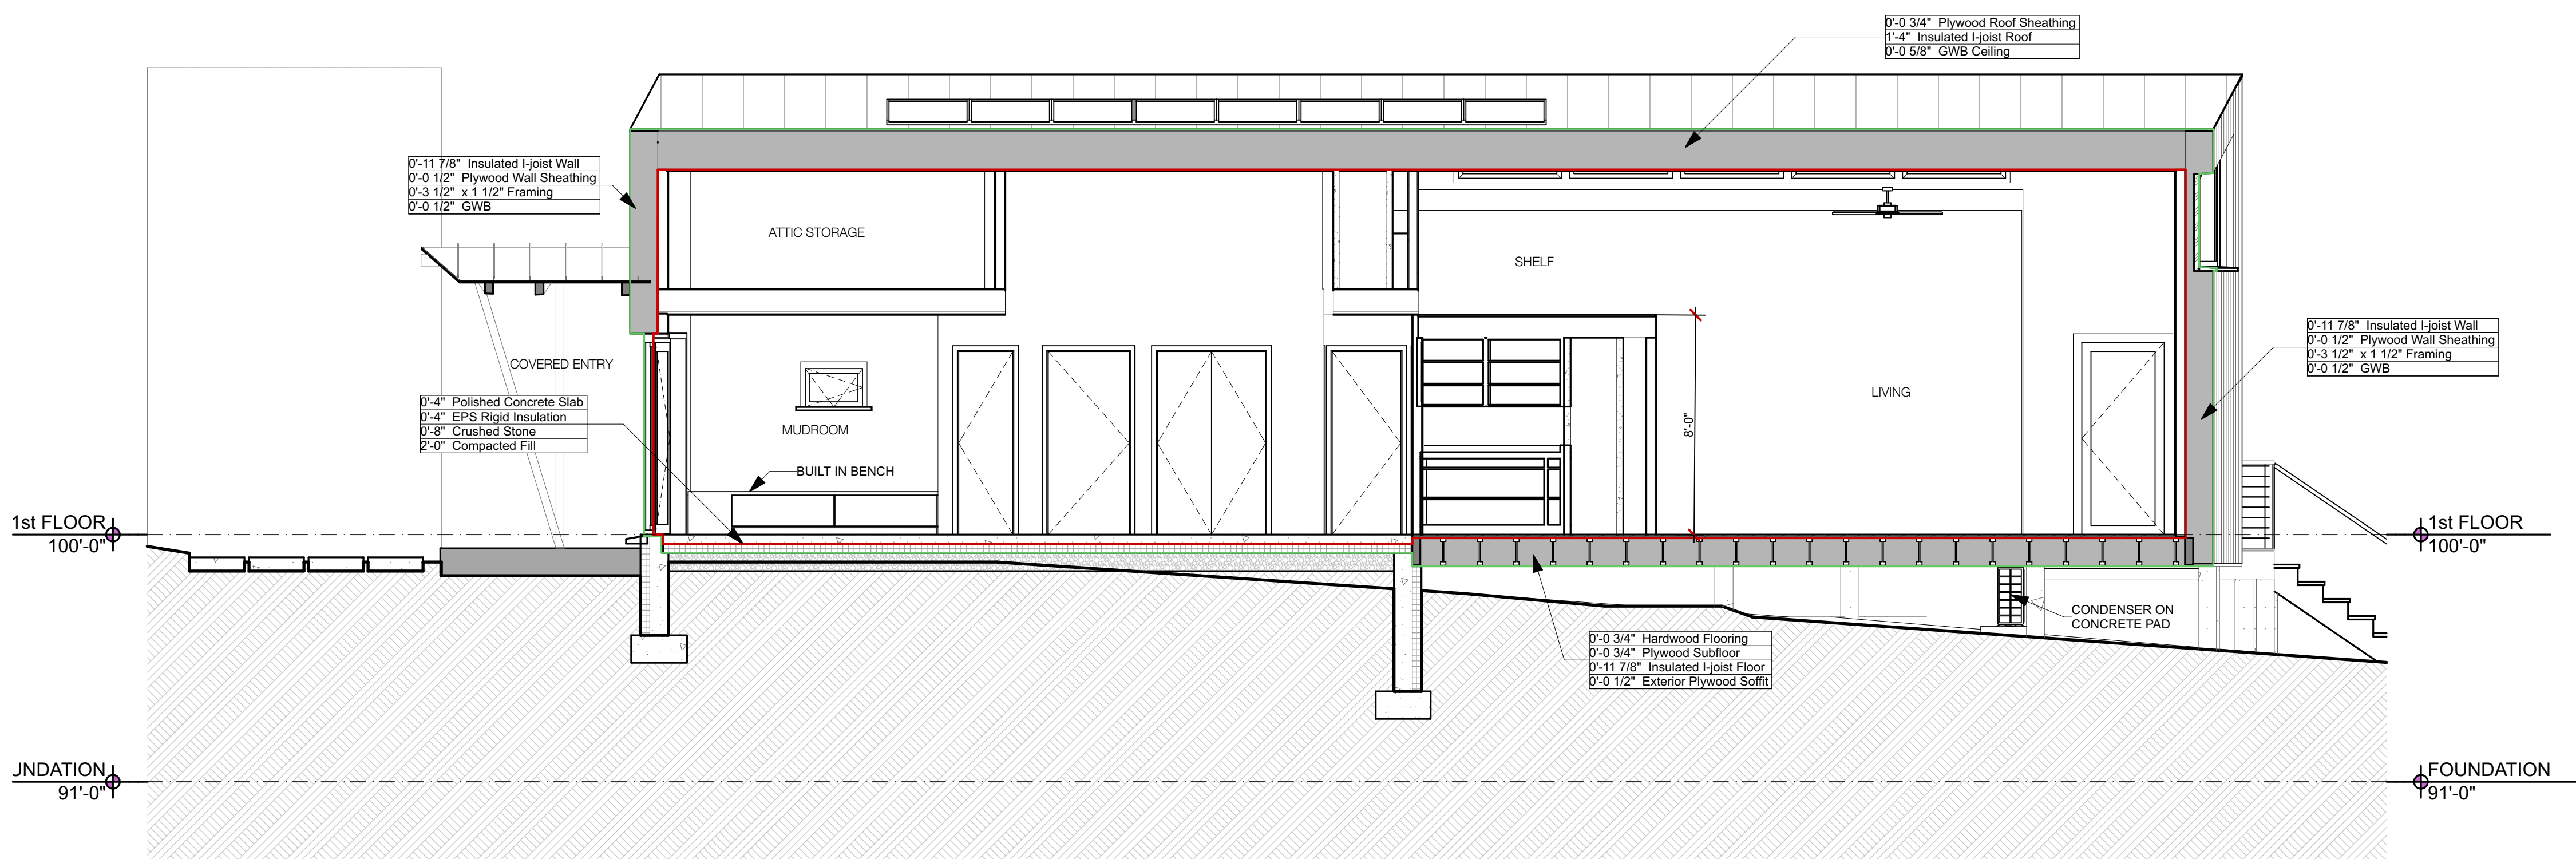 0'-0 3/4" Plywood Roof Sheathing
1'-4" Insulated I-joist Roof
0'-0 5/8" GWB Ceiling
0'-11 7/8" Insulated I-joist Wall
0'-0 1/2" Plywood Wall Sheathing
0'-3 1/2" x 1 1/2" Framing
0'-0 1/2" GWB
ATTIC STORAGE
SHELF
COVERED ENTRY
0'-11 7/8" Insulated I-joist Wall
0'-0 1/2" Plywood Wall Sheathing
0'-3 1/2" x 1 1/2" Framing
0'-0 1/2" GWB
LIVING
0'-4" Polished Concrete Slab
0'-4" EPS Rigid Insulation
0'-8" Crushed Stone
2'-0" Compacted Fill
MUDROOM
8'-0"
BUILT IN BENCH
1st FLOOR
100'-0"
1st FLOOR
100'-0"
CONDENSER ON
CONCRETE PAD
0'-0 3/4" Hardwood Flooring
0'-0 3/4" Plywood Subfloor
0'-11 7/8" Insulated I-joist Floor
0'-0 1/2" Exterior Plywood Soffit
JNDATION
91'-0"
FOUNDATION
91'-0"